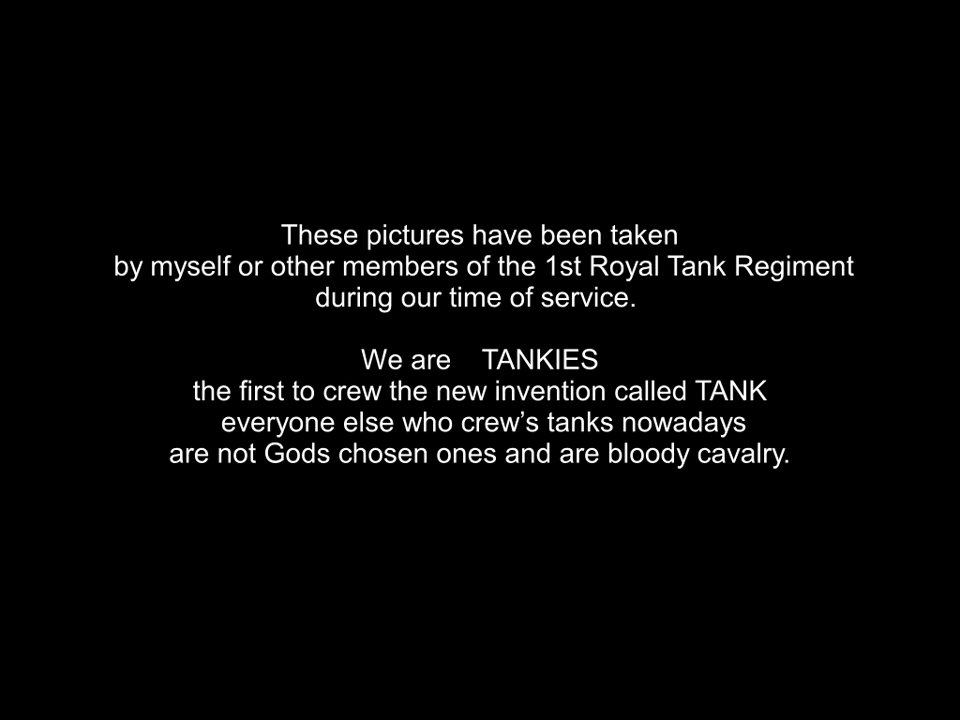 These pictures have been taken
by myself or other members of the 1st Royal Tank Regiment
during our time of service.
We are TANKIES
the first to crew the new invention called TANK
everyone else who crew’s tanks nowadays
are not Gods chosen ones and are bloody cavalry.